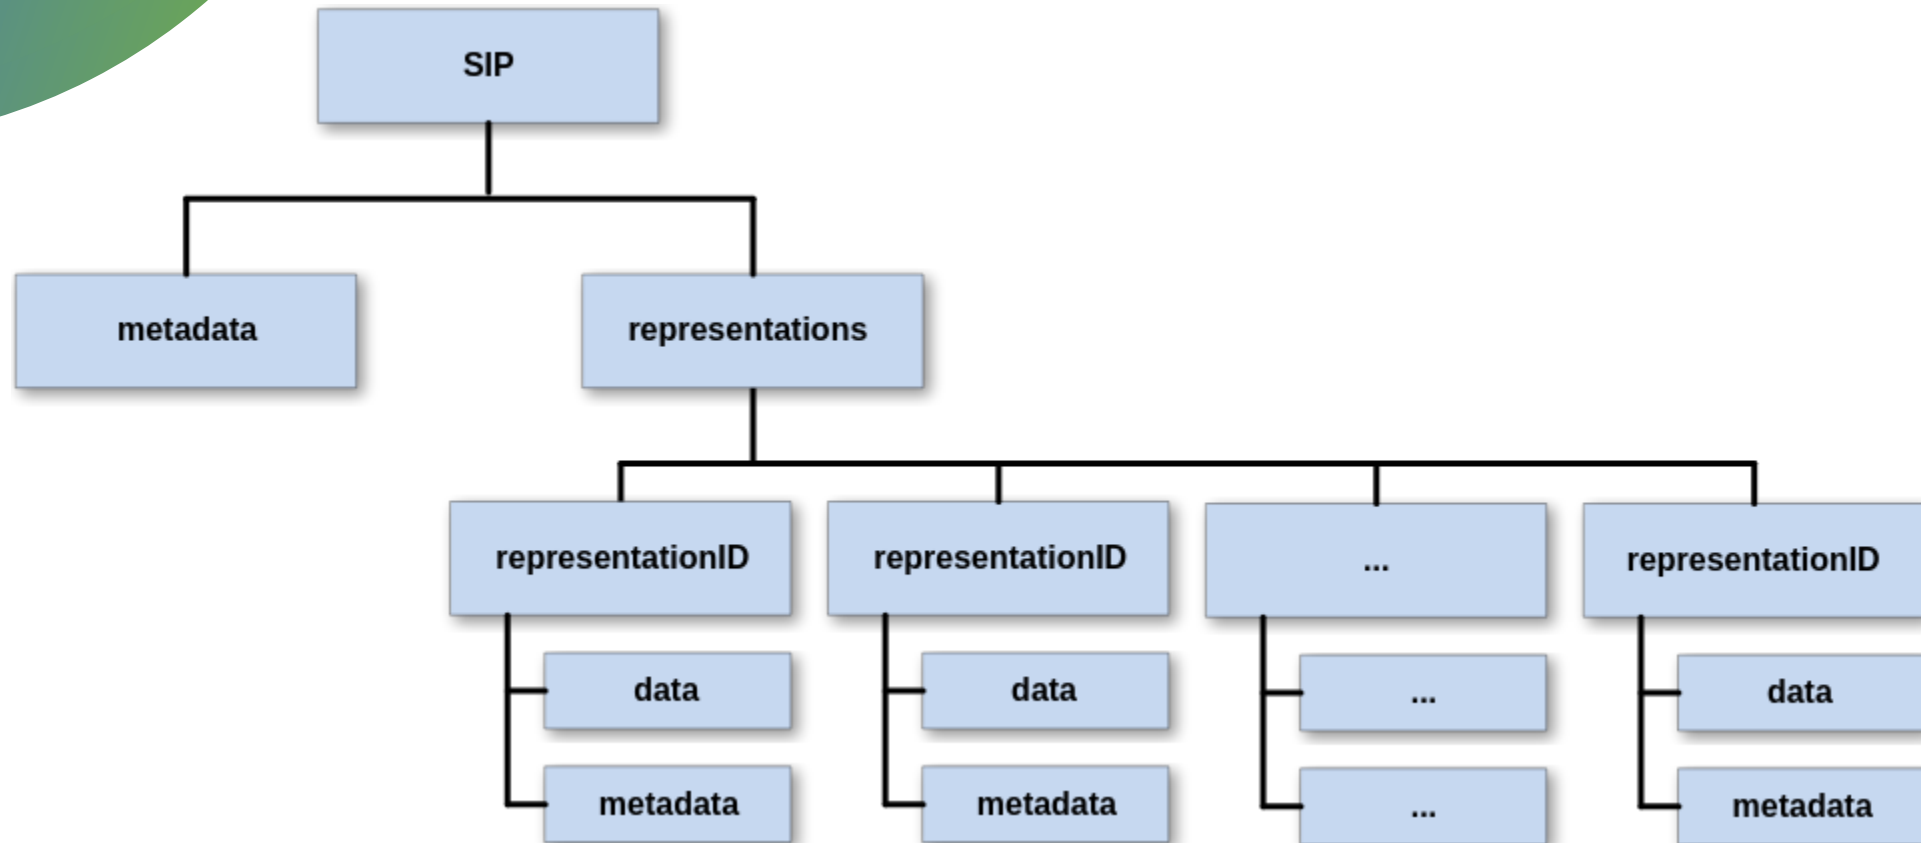 SIP
metadata
representations
representationID
representationID
...
representationID
data
data
...
data
metadata
metadata
...
metadata